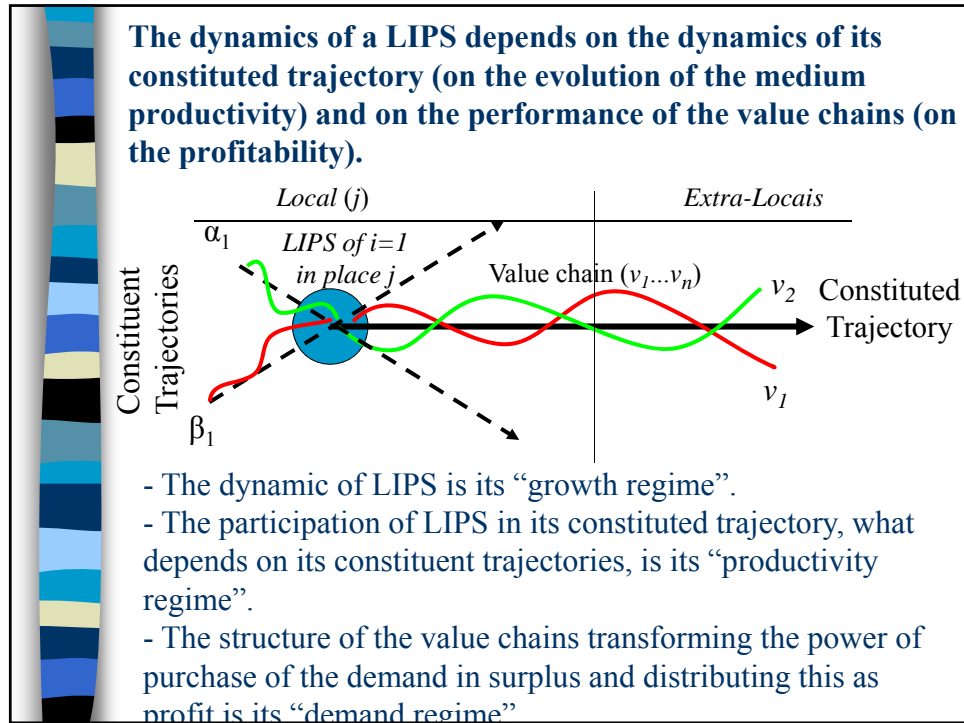 The dynamics of a LIPS depends on the dynamics of its
constituted trajectory (on the evolution of the medium
productivity) and on the performance of the value chains (on
the profitability).
Local (j)
Extra-Locais
α1
LIPS of i=1
in place j
Value chain (v1...vn)
v2
Constituted
Trajectory
Constituent
Trajectories
v1
β1
- The dynamic of LIPS is its “growth regime”.
- The participation of LIPS in its constituted trajectory, what
depends on its constituent trajectories, is its “productivity
regime”.
- The structure of the value chains transforming the power of
purchase of the demand in surplus and distributing this as
profit is its “demand regime”